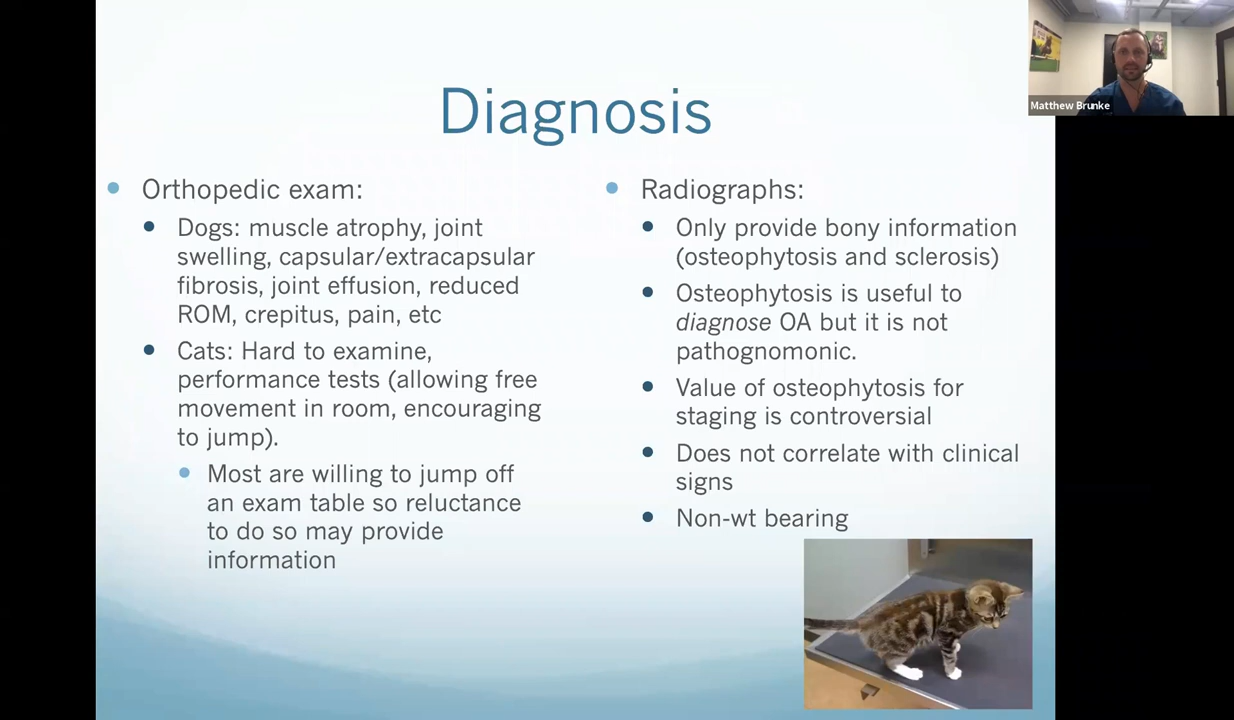 Diagnosis
Orthopedic exam:
Dogs: muscle atrophy, joint
swelling, capsular/extracapsular
fibrosis, joint effusion, reduced
ROM, crepitus, pain, etc
Cats: Hard to examine,
performance tests (allowing free
movement in room, encouraging
to jump).
Most are willing to jump off
an exam table so reluctance
to do so may provide
information
Radiographs:
Only provide bony information
(osteophytosis and sclerosis)
Osteophytosis is useful to
diagnose OA but it is not
pathognomonic.
Value of osteophytosis for
staging is controversial
Does not correlate with clinical
signs
Non-wt bearing
Matthew Brunke